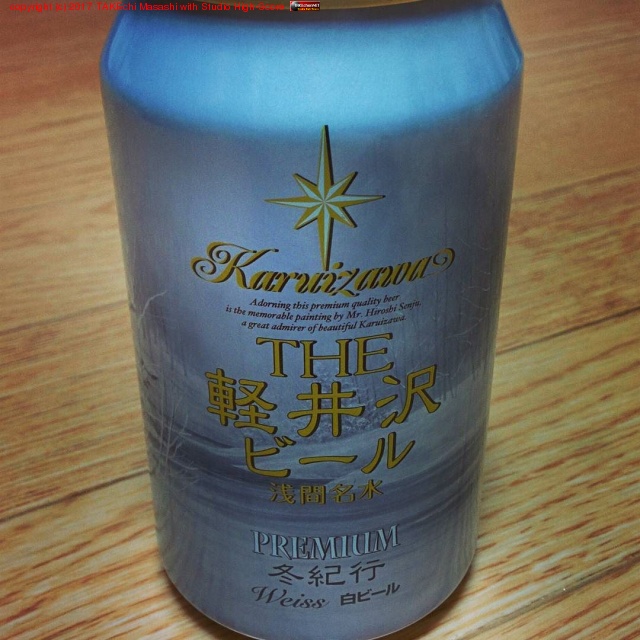 Karuizawa
Adorning this premium quality beer
is the memorable painting by Mr. Hiroshi Senju,
a great admirer of beautiful Karuizawa.
THE
軽井沢
ビール
浅間名水
PREMIUM
冬紀行
Weiss 白ビール